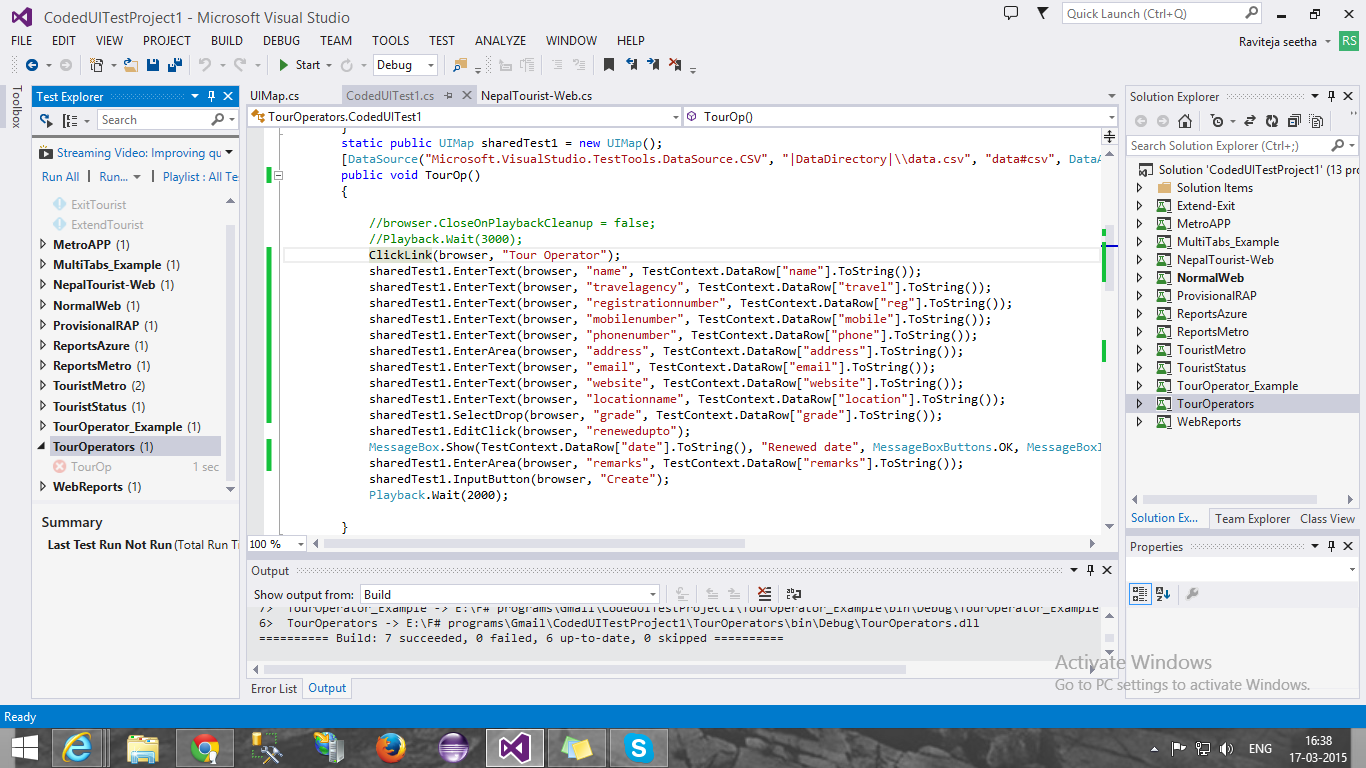 CodedUITestProject1 - Microsoft Visual Studio
Quick Launch (Ctrl+Q)
FILE EDIT VIEW PROJECT BUILD DEBUG TEAM TOOLS TEST ANALYZE WINDOW HELP
Raviteja seetha RS
Start Debug
Toolbox
Test Explorer
Search
Streaming Video: Improving qu
Run All Run... Playlist : All Te
ExitTourist
ExtendTourist
MetroAPP (1)
MultiTabs_Example (1)
NepalTourist-Web (1)
NormalWeb (1)
ProvisionalRAP (1)
ReportsAzure (1)
ReportsMetro (1)
TouristMetro (2)
TouristStatus (1)
TourOperator_Example (1)
TourOperators (1)
TourOp 1 sec
WebReports (1)
Summary
Last Test Run Not Run (Total Run T
UIMap.cs CodedUITest1.cs NepalTourist-Web.cs
TourOperators.CodedUITest1 TourOp()
}
static public UIMap sharedTest1 = new UIMap();
[DataSource("Microsoft.VisualStudio.TestTools.DataSource.CSV", "|DataDirectory|\\data.csv", "data#csv", DataA
public void TourOp()
{
//browser.CloseOnPlaybackCleanup = false;
//Playback.Wait(3000);
ClickLink(browser, "Tour Operator");
sharedTest1.EnterText(browser, "name", TestContext.DataRow["name"].ToString());
sharedTest1.EnterText(browser, "travelagency", TestContext.DataRow["travel"].ToString());
sharedTest1.EnterText(browser, "registrationnumber", TestContext.DataRow["reg"].ToString());
sharedTest1.EnterText(browser, "mobilenumber", TestContext.DataRow["mobile"].ToString());
sharedTest1.EnterText(browser, "phonenumber", TestContext.DataRow["phone"].ToString());
sharedTest1.EnterArea(browser, "address", TestContext.DataRow["address"].ToString());
sharedTest1.EnterText(browser, "email", TestContext.DataRow["email"].ToString());
sharedTest1.EnterText(browser, "website", TestContext.DataRow["website"].ToString());
sharedTest1.EnterText(browser, "locationname", TestContext.DataRow["location"].ToString());
sharedTest1.SelectDrop(browser, "grade", TestContext.DataRow["grade"].ToString());
sharedTest1.EditClick(browser, "renewedupto");
MessageBox.Show(TestContext.DataRow["date"].ToString(), "Renewed date", MessageBoxButtons.OK, MessageBoxI
sharedTest1.EnterArea(browser, "remarks", TestContext.DataRow["remarks"].ToString());
sharedTest1.InputButton(browser, "Create");
Playback.Wait(2000);
}
100 %
Output
Show output from: Build
7> TourOperator_Example -> E:\F# programs\Gmail\CodedUITestProject1\TourOperator_Example\bin\Debug\TourOperator_Example
6> TourOperators -> E:\F# programs\Gmail\CodedUITestProject1\TourOperators\bin\Debug\TourOperators.dll
========== Build: 7 succeeded, 0 failed, 6 up-to-date, 0 skipped ==========
Error List Output
Solution Explorer
Search Solution Explorer (Ctrl+;)
Solution 'CodedUITestProject1' (13 pro
Solution Items
Extend-Exit
MetroAPP
MultiTabs_Example
NepalTourist-Web
NormalWeb
ProvisionalRAP
ReportsAzure
ReportsMetro
TouristMetro
TouristStatus
TourOperator_Example
TourOperators
WebReports
Solution Ex... Team Explorer Class View
Properties
Activate Windows
Go to PC settings to activate Windows.
Ready
ENG
16:38
17-03-2015